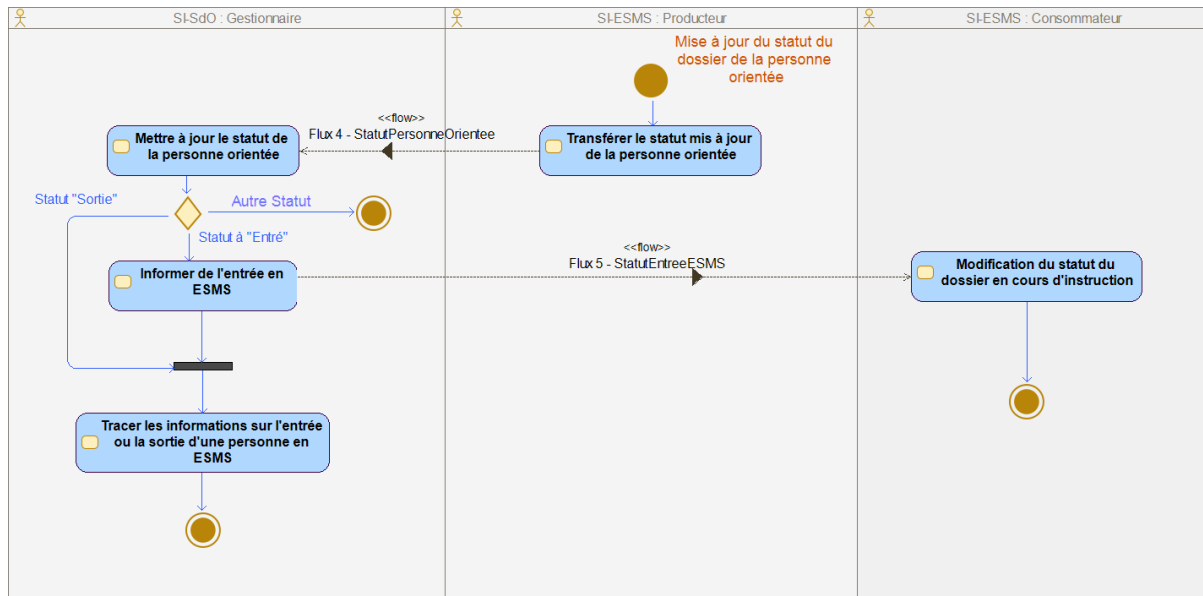 SI-SdO : Gestionnaire
SI-ESMS : Producteur
SI-ESMS : Consommateur
Mise à jour du statut du
dossier de la personne
orientée
<<flow>>
Flux 4 - StatutPersonneOrientee
Mettre à jour le statut de
la personne orientée
Transférer le statut mis à jour
de la personne orientée
Statut "Sortie"
Autre Statut
Statut à "Entré"
<<flow>>
Flux 5 - StatutEntreeESMS
Informer de l'entrée en
ESMS
Modification du statut du
dossier en cours d'instruction
Tracer les informations sur l'entrée
ou la sortie d'une personne en
ESMS